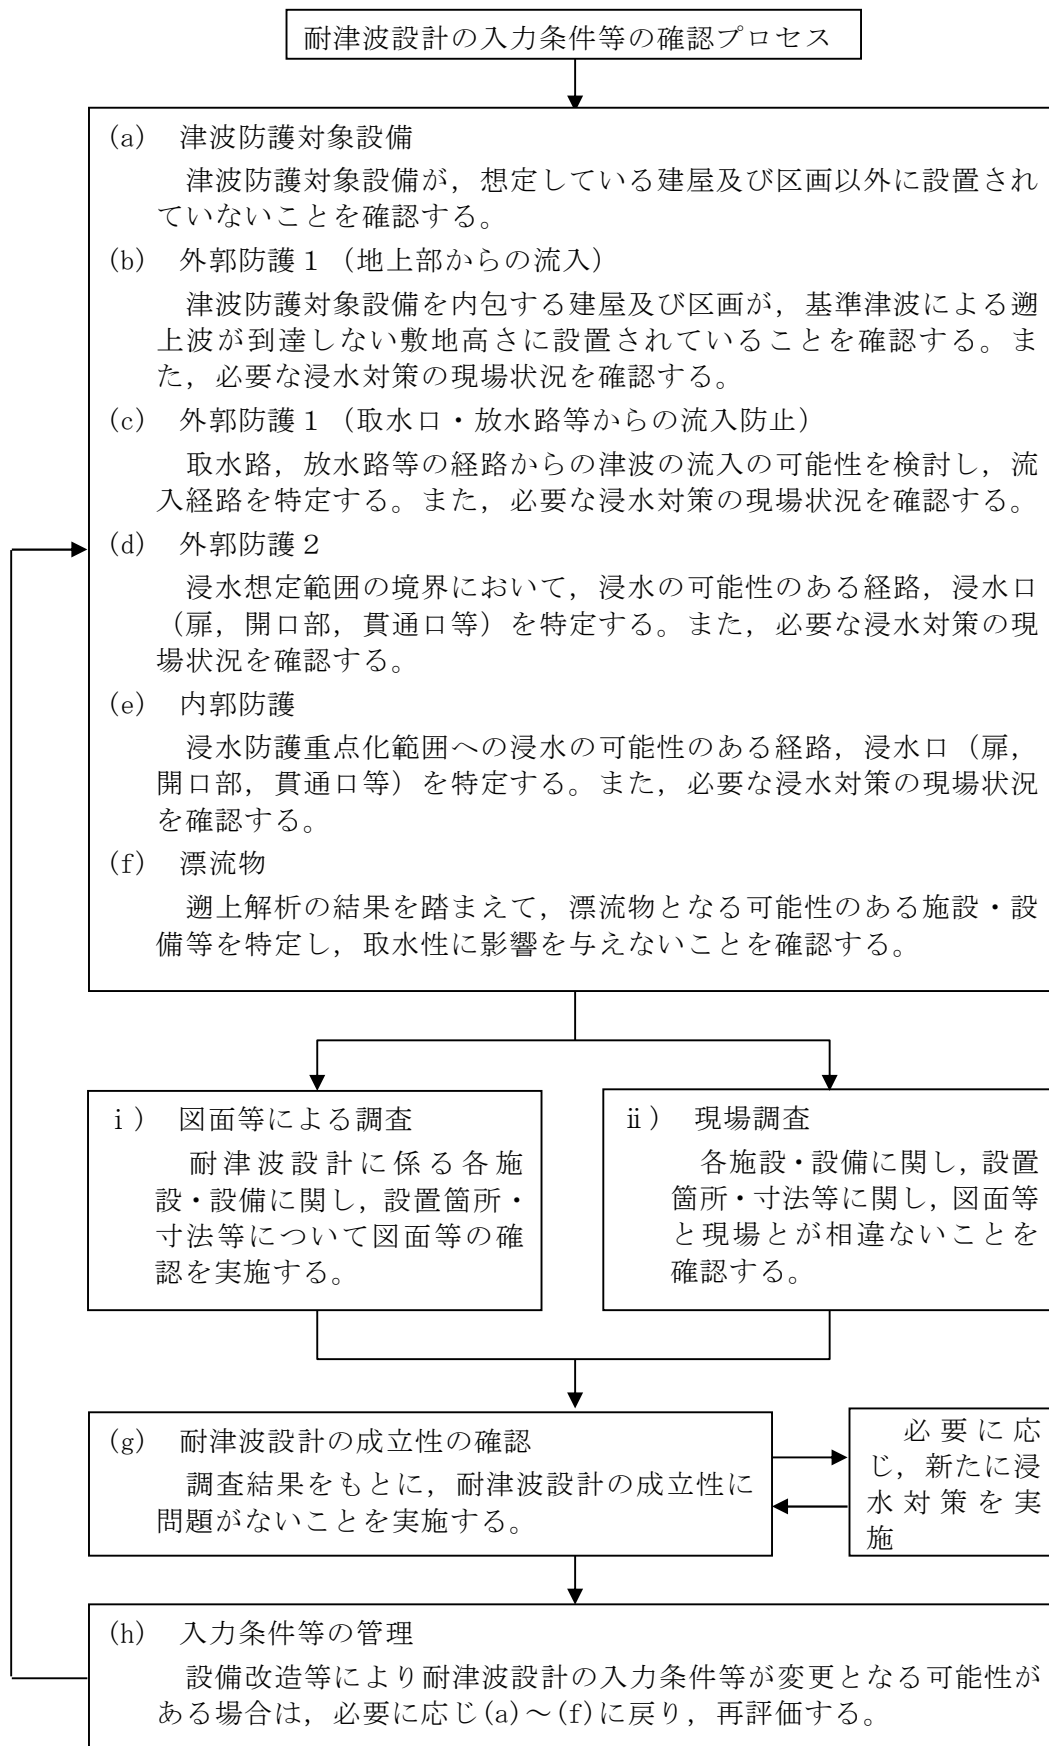 耐津波設計の入力条件等の確認プロセス
(a) 津波防護対象設備
津波防護対象設備が，想定している建屋及び区画以外に設置され
ていないことを確認する。
(b) 外郭防護１（地上部からの流入）
津波防護対象設備を内包する建屋及び区画が，基準津波による遡
上波が到達しない敷地高さに設置されていることを確認する。ま
た，必要な浸水対策の現場状況を確認する。
(c) 外郭防護１（取水口・放水路等からの流入防止）
取水路，放水路等の経路からの津波の流入の可能性を検討し，流
入経路を特定する。また，必要な浸水対策の現場状況を確認する。
(d) 外郭防護２
浸水想定範囲の境界において，浸水の可能性のある経路，浸水口
（扉，開口部，貫通口等）を特定する。また，必要な浸水対策の現
場状況を確認する。
(e) 内郭防護
浸水防護重点化範囲への浸水の可能性のある経路，浸水口（扉，
開口部，貫通口等）を特定する。また，必要な浸水対策の現場状況
を確認する。
(f) 漂流物
遡上解析の結果を踏まえて，漂流物となる可能性のある施設・設
備等を特定し，取水性に影響を与えないことを確認する。
ⅰ） 図面等による調査
耐津波設計に係る各施
設・設備に関し，設置箇所・
寸法等について図面等の確
認を実施する。
ⅱ） 現場調査
各施設・設備に関し，設置
箇所・寸法等に関し，図面等
と現場とが相違ないことを
確認する。
(g) 耐津波設計の成立性の確認
調査結果をもとに，耐津波設計の成立性に
問題がないことを実施する。
必要に応
じ，新たに浸
水対策を実
施
(h) 入力条件等の管理
設備改造等により耐津波設計の入力条件等が変更となる可能性が
ある場合は，必要に応じ(a)～(f)に戻り，再評価する。